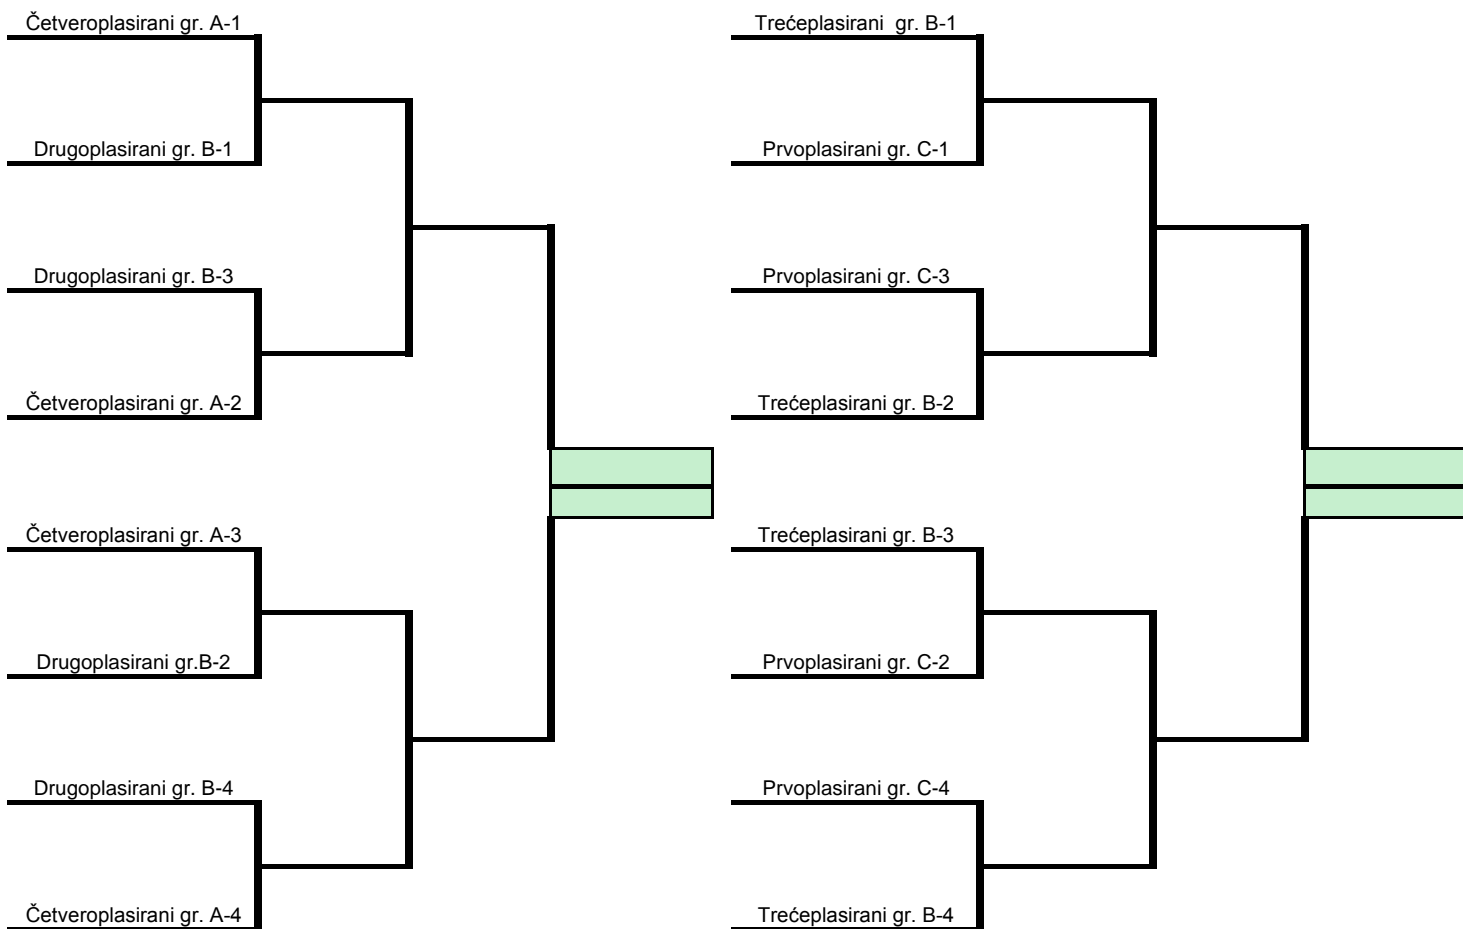 Četveroplasirani gr. A-1
Drugoplasirani gr. B-1
Drugoplasirani gr. B-3
Četveroplasirani gr. A-2
Četveroplasirani gr. A-3
Drugoplasirani gr.B-2
Drugoplasirani gr. B-4
Četveroplasirani gr. A-4
Trećeplasirani  gr. B-1
Prvoplasirani gr. C-1
Prvoplasirani gr. C-3
Trećeplasirani gr. B-2
Trećeplasirani gr. B-3
Prvoplasirani gr. C-2
Prvoplasirani gr. C-4
Trećeplasirani gr. B-4